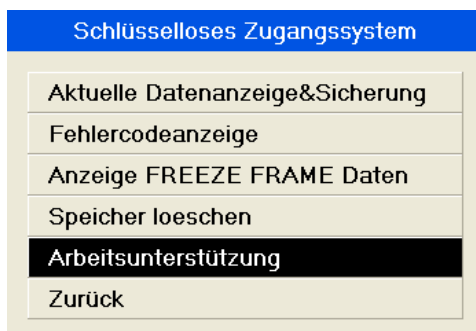 Schlüsselloses Zugangssystem
Aktuelle Datenanzeige&Sicherung
Fehlercodeanzeige
Anzeige FREEZE FRAME Daten
Speicher loeschen
Arbeitsunterstützung
Zurück